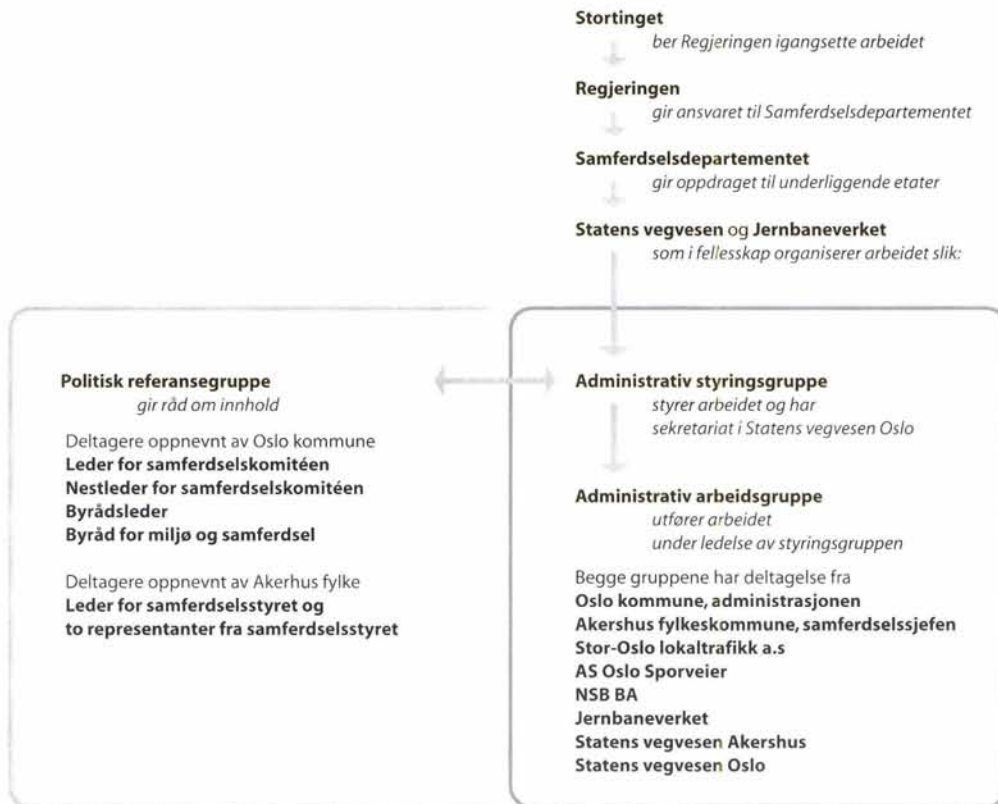 Stortinget
ber Regjeringen igangsette arbeidet
Regjeringen
gir ansvaret til Samferdselsdepartementet
Samferdselsdepartementet
gir oppdraget til underliggende etater
Statens vegvesen og Jernbaneverket
som i fellesskap organiserer arbeidet slik:
Politisk referansegruppe
gir råd om innhold
Deltagere oppnevnt av Oslo kommune
Leder for samferdselskomitéen
Nestleder for samferdselskomitéen
Byrådsleder
Byråd for miljø og samferdsel
Deltagere oppnevnt av Akerhus fylke
Leder for samferdselsstyret og
to representanter fra samferdselsstyret
Administrativ styringsgruppe
styrer arbeidet og har
sekretariat i Statens vegvesen Oslo
Administrativ arbeidsgruppe
utfører arbeidet
under ledelse av styringsgruppen
Begge gruppene har deltagelse fra
Oslo kommune, administrasjonen
Akershus fylkeskommune, samferdselssjefen
Stor-Oslo lokaltrafikk a.s
AS Oslo Sporveier
NSB BA
Jernbaneverket
Statens vegvesen Akershus
Statens vegvesen Oslo